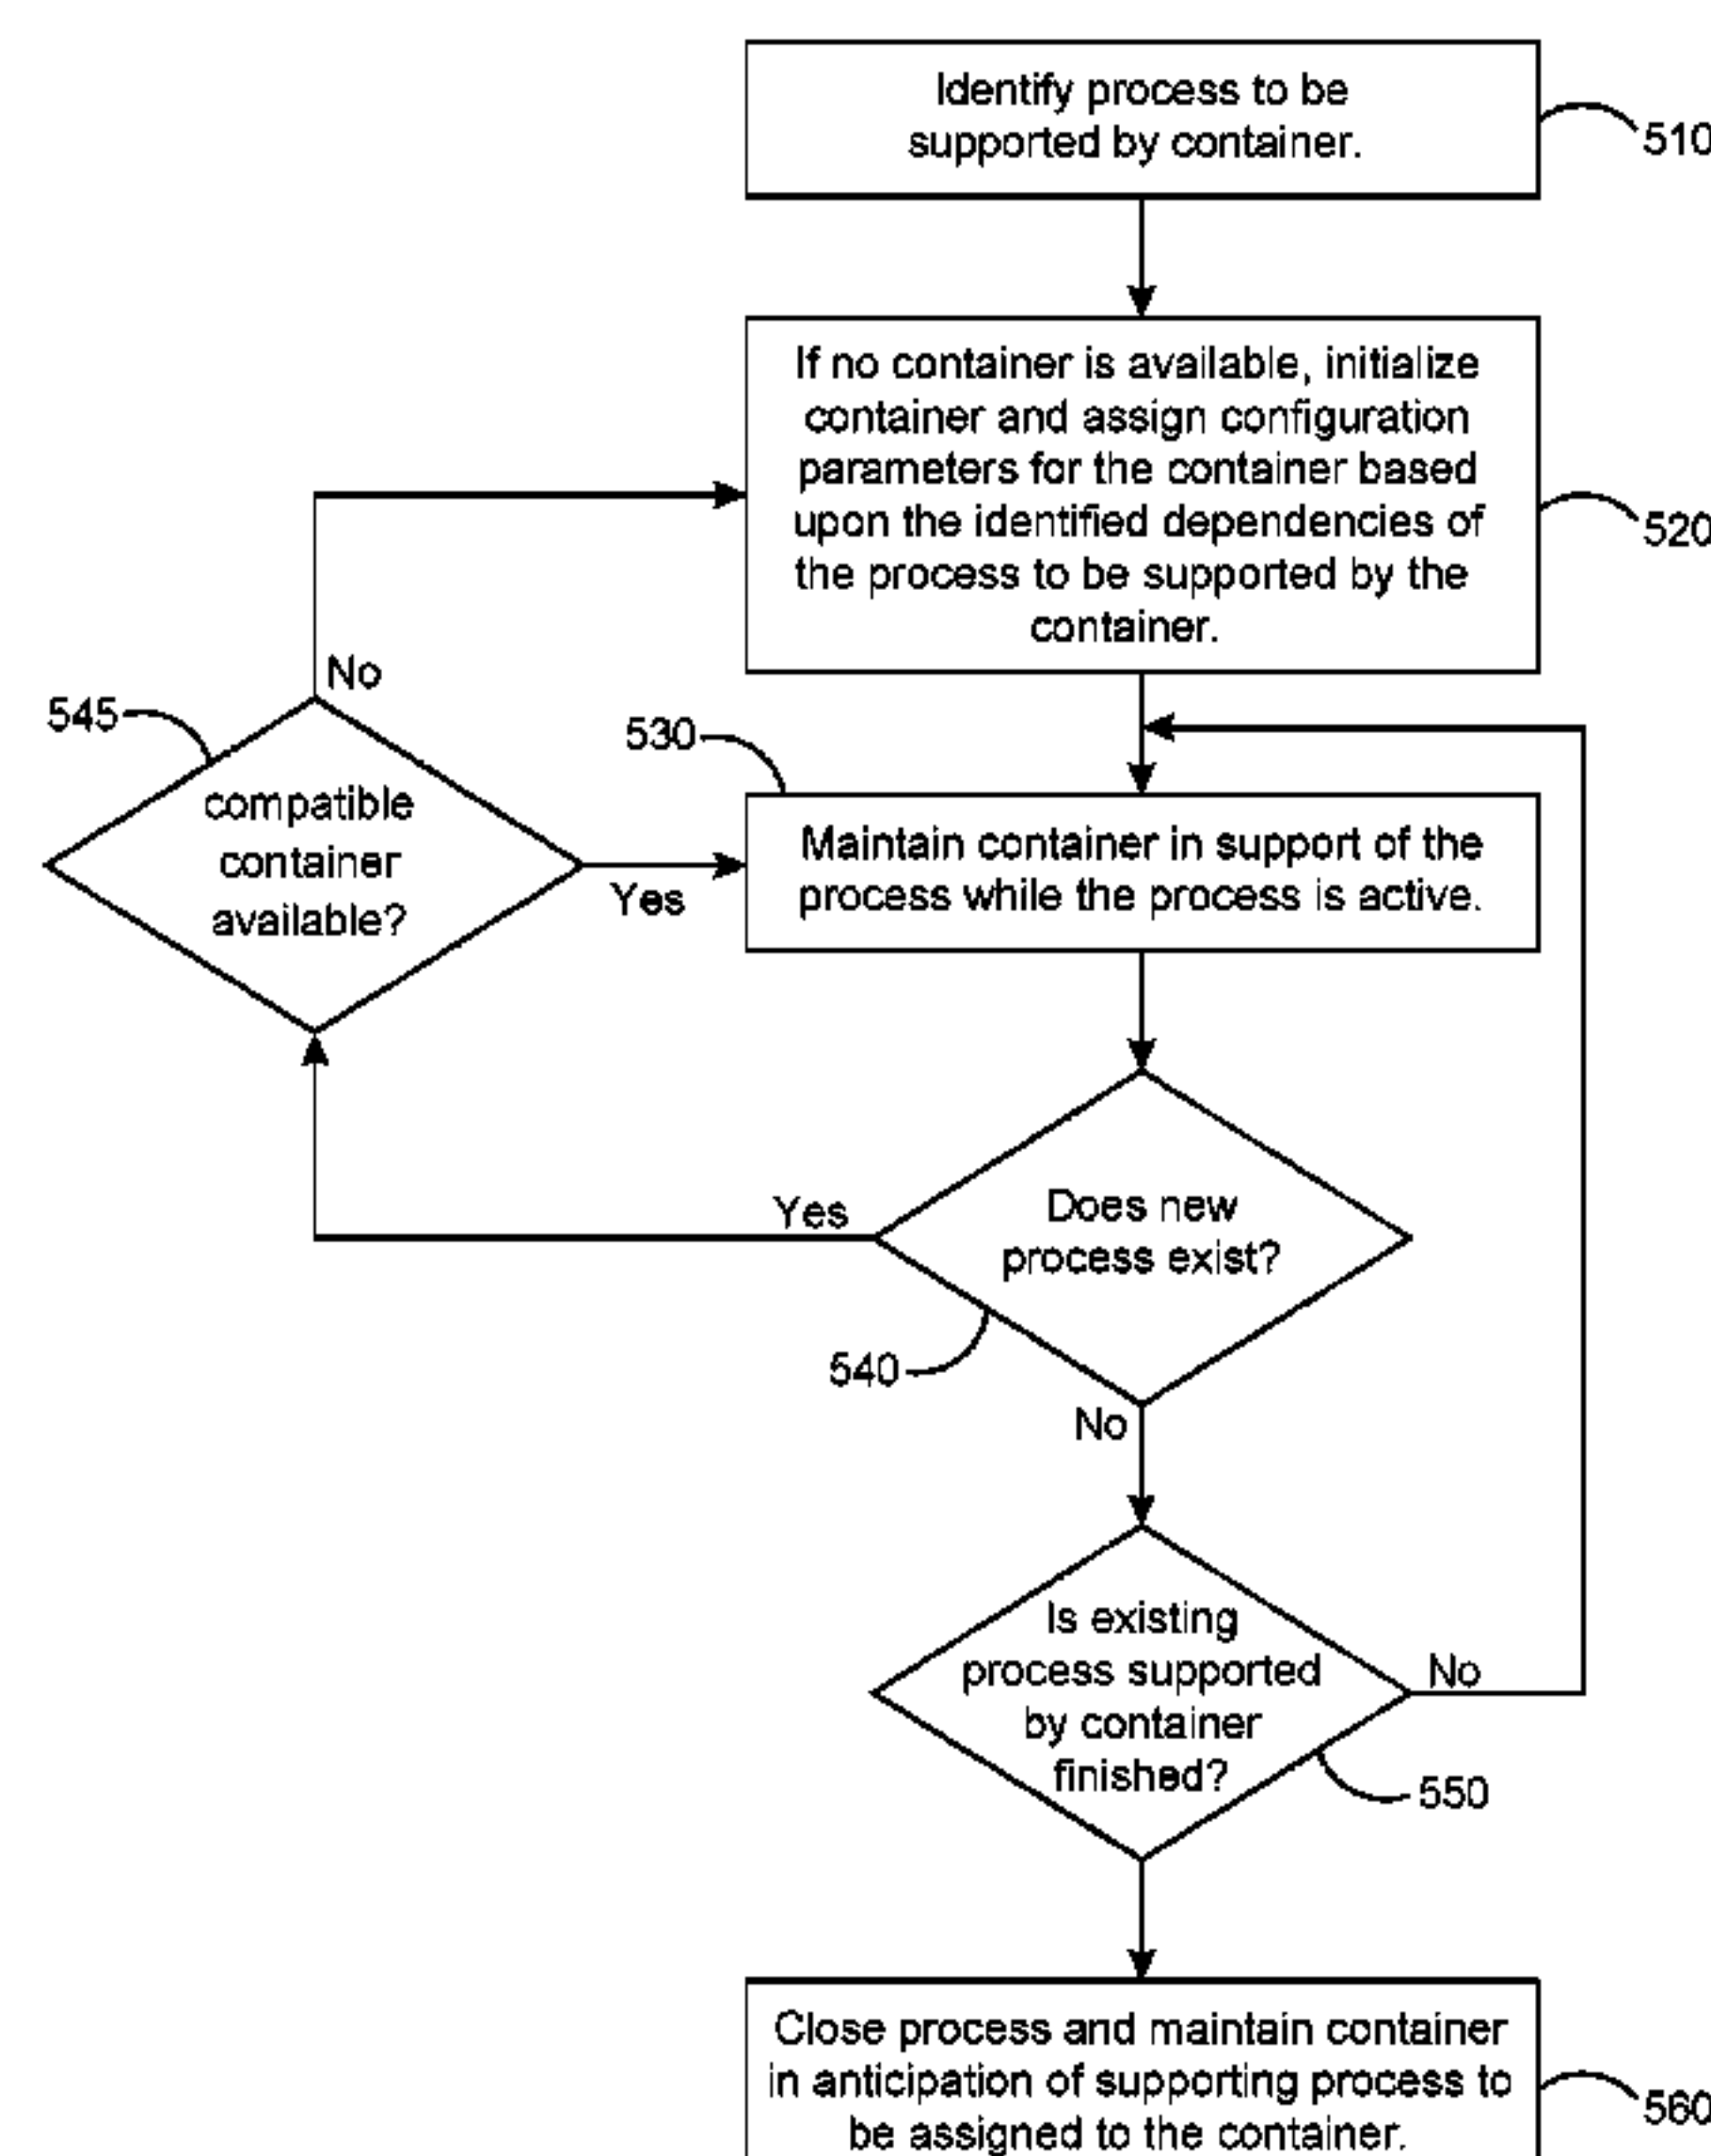 Identify process to be
supported by container.
510
If no container is available, initialize
container and assign configuration
parameters for the container based
upon the identified dependencies of
the process to be supported by the
container.
520
No
545
compatible
container
available?
Yes
530
Maintain container in support of the
process while the process is active.
Yes
Does new
process exist?
540
No
Is existing
process supported
by container
finished?
No
550
Close process and maintain container
in anticipation of supporting process to
be assigned to the container.
560